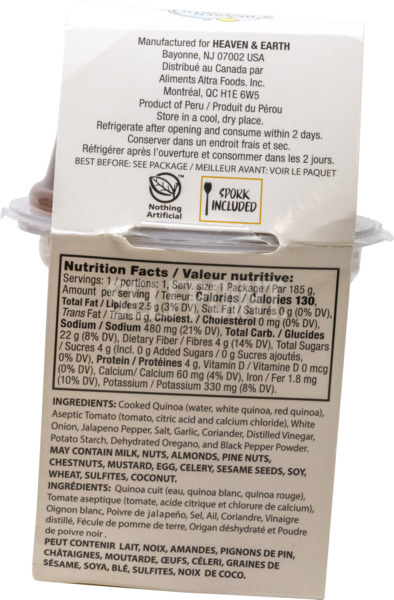 Manufactured for HEAVEN & EARTH
Bayonne, NJ 07002 USA
Distribué au Canada par
Aliments Altra Foods. Inc.
Montréal, QC H1E 6W5
Product of Peru / Produit du Pérou
Store in a cool, dry place.
Refrigerate after opening and consume within 2 days.
Conserver dans un endroit frais et sec.
Réfrigérer après l'ouverture et consommer dans les 2 jours.
BEST BEFORE: SEE PACKAGE / MEILLEUR AVANT: VOIR LE PAQUET
TM
Nothing
Artificial
SPORK
INCLUDED
Nutrition Facts / Valeur nutritive:
Servings: 1 / portions: 1, Serv. size: 1 Package / Par 185 g,
Amount per serving / Teneur: Calories / Calories 130,
Total Fat / Lipides 2.5 g (3% DV), Sat. Fat / Saturés 0 g (0% DV),
Trans Fat / Trans 0 g, Cholest. / Cholestérol 0 mg (0% DV),
Sodium / Sodium 480 mg (21% DV), Total Carb. / Glucides
22 g (8% DV), Dietary Fiber / Fibres 4 g (14% DV), Total Sugars
/ Sucres 4 g (Incl. 0 g Added Sugars / 0 g Sucres ajoutés,
0% DV), Protein / Protéines 4 g, Vitamin D / Vitamine D 0 mcg
(0% DV), Calcium/ Calcium 60 mg (4% DV), Iron / Fer 1.8 mg
(10% DV), Potassium / Potassium 330 mg (8% DV).
INGREDIENTS: Cooked Quinoa (water, white quinoa, red quinoa),
Aseptic Tomato (tomato, citric acid and calcium chloride), White
Onion, Jalapeno Pepper, Salt, Garlic, Coriander, Distilled Vinegar,
Potato Starch, Dehydrated Oregano, and Black Pepper Powder.
MAY CONTAIN MILK, NUTS, ALMONDS, PINE NUTS,
CHESTNUTS, MUSTARD, EGG, CELERY, SESAME SEEDS, SOY,
WHEAT, SULFITES, COCONUT.
INGRÉDIENTS: Quinoa cuit (eau, quinoa blanc, quinoa rouge),
Tomate aseptique (tomate, acide citrique et chlorure de calcium),
Oignon blanc, Poivre de jalapeño, Sel, Ail, Coriandre, Vinaigre
distillé, Fécule de pomme de terre, Origan déshydraté et Poudre
de poivre noir .
PEUT CONTENIR LAIT, NOIX, AMANDES, PIGNONS DE PIN,
CHÂTAIGNES, MOUTARDE, ŒUFS, CÉLERI, GRAINES DE
SÉSAME, SOYA, BLÉ, SULFITES, NOIX DE COCO.